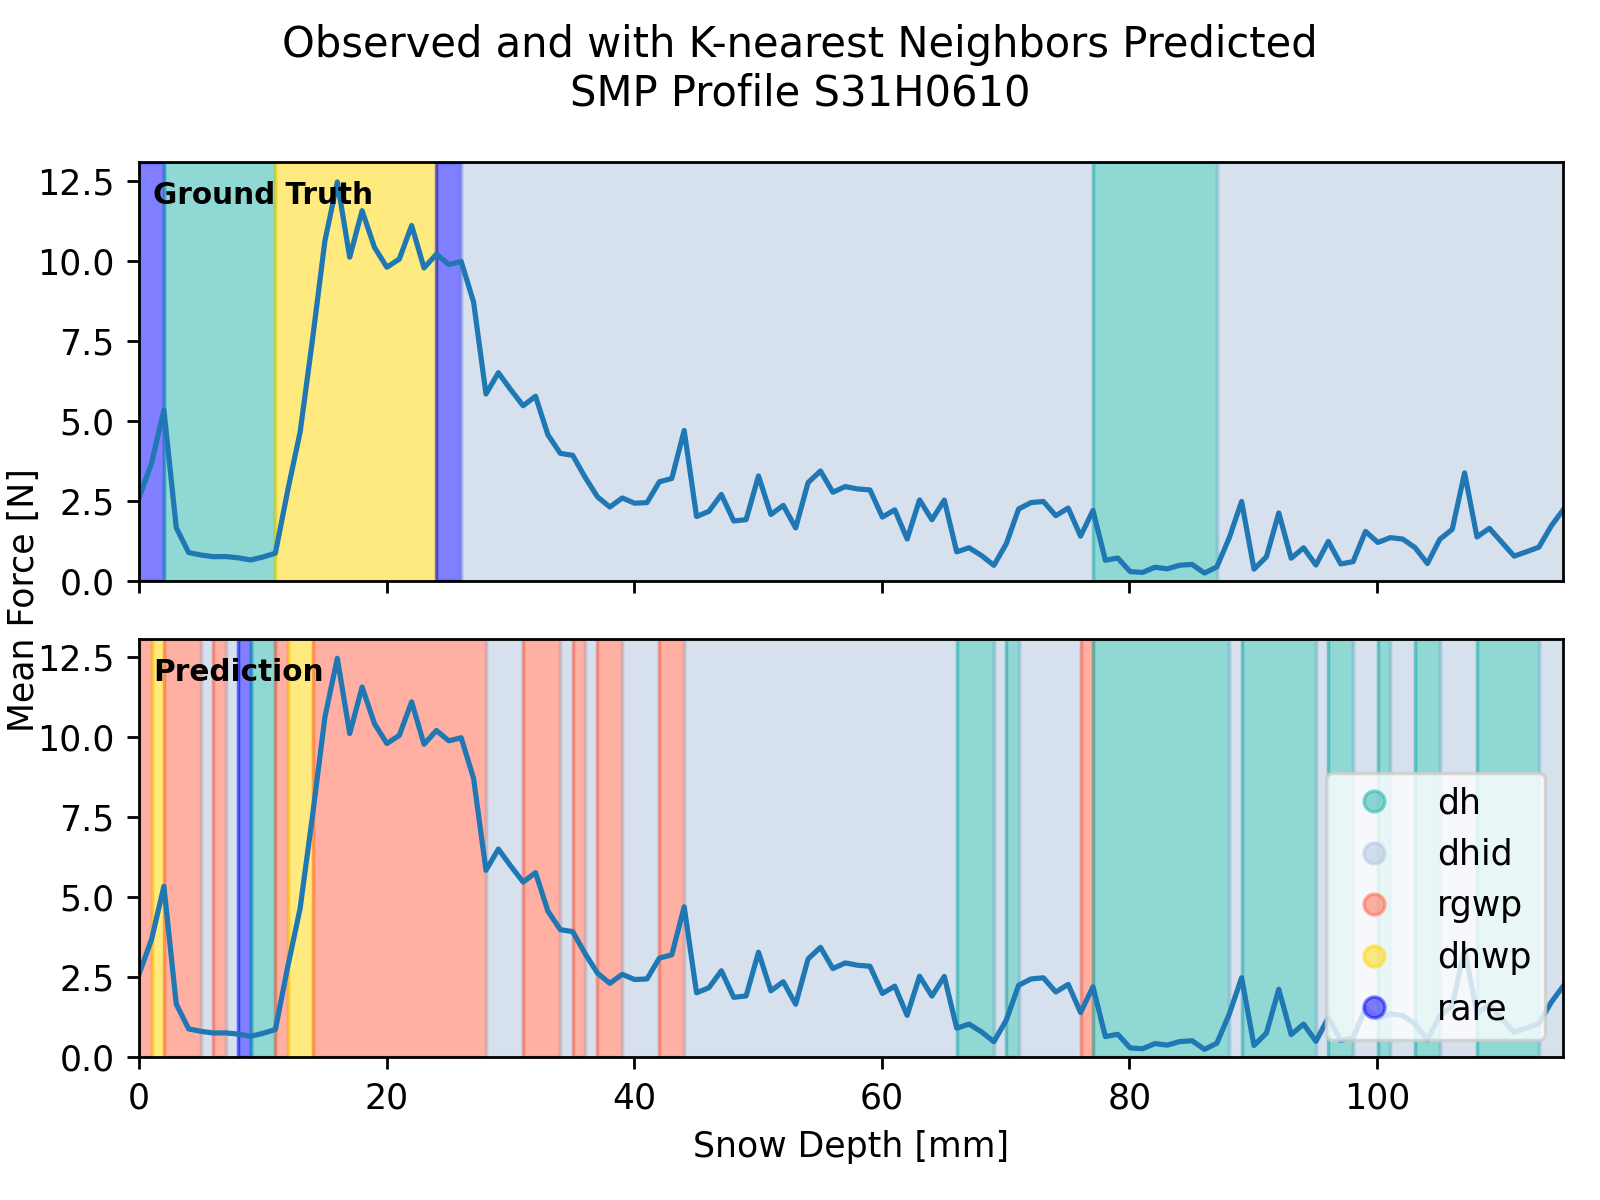 Observed and with K-nearest Neighbors Predicted
SMP Profile S31H0610
Mean Force [N]
12.5
10.0
7.5
5.0
2.5
0.0
Ground Truth
12.5
10.0
7.5
5.0
2.5
0.0
Prediction
dh
dhid
rgwp
dhwp
rare
0
20
40
60
80
100
Snow Depth [mm]